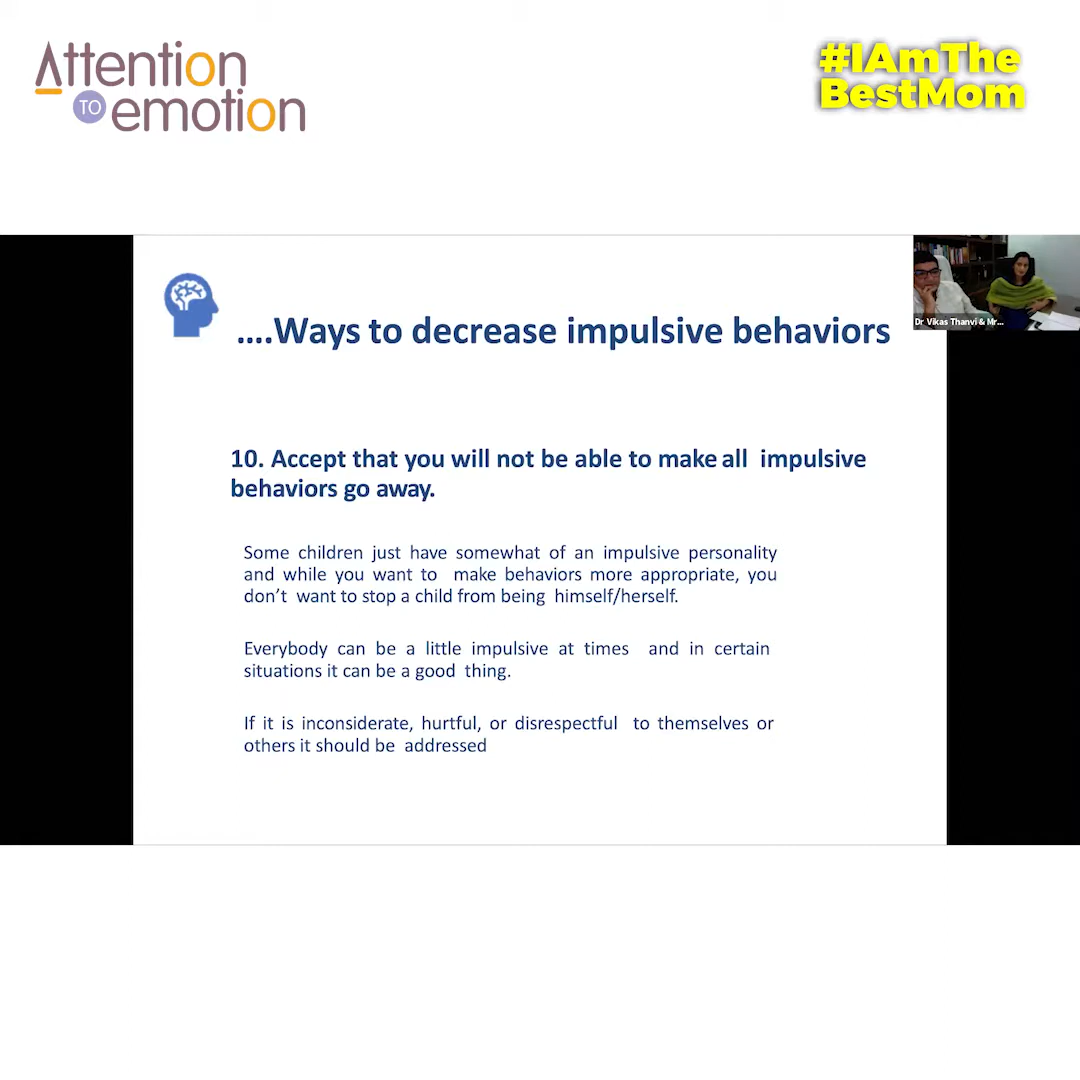 Attention
TO emotion
#IAmThe
BestMom
Dr Vikas Thanvi & Mr...
....Ways to decrease impulsive behaviors
10. Accept that you will not be able to make all impulsive
behaviors go away.
Some children just have somewhat of an impulsive personality
and while you want to make behaviors more appropriate, you
don’t want to stop a child from being himself/herself.
Everybody can be a little impulsive at times and in certain
situations it can be a good thing.
If it is inconsiderate, hurtful, or disrespectful to themselves or
others it should be addressed